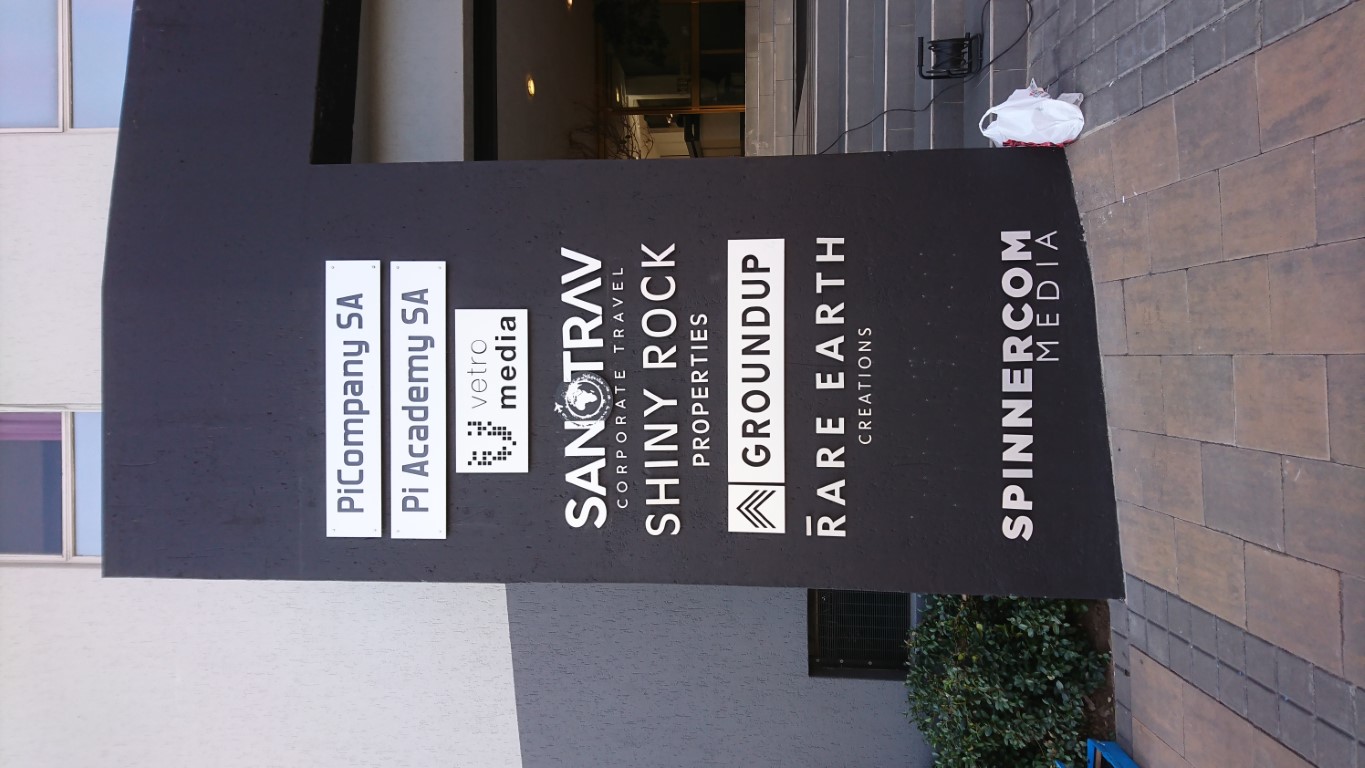 PiCompany SA
Pi Academy SA
vetro
media
SANTRAV
CORPORATE TRAVEL
SHINY ROCK
PROPERTIES
GROUNDUP
RARE EARTH
CREATIONS
SPINNERCOM
MEDIA